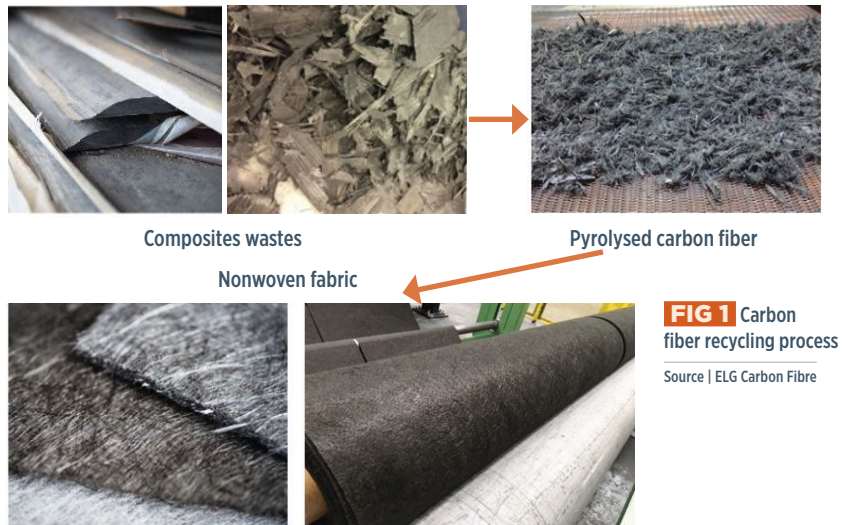 Composites wastes
Pyrolysed carbon fiber
Nonwoven fabric
FIG 1 Carbon
fiber recycling process
Source | ELG Carbon Fibre